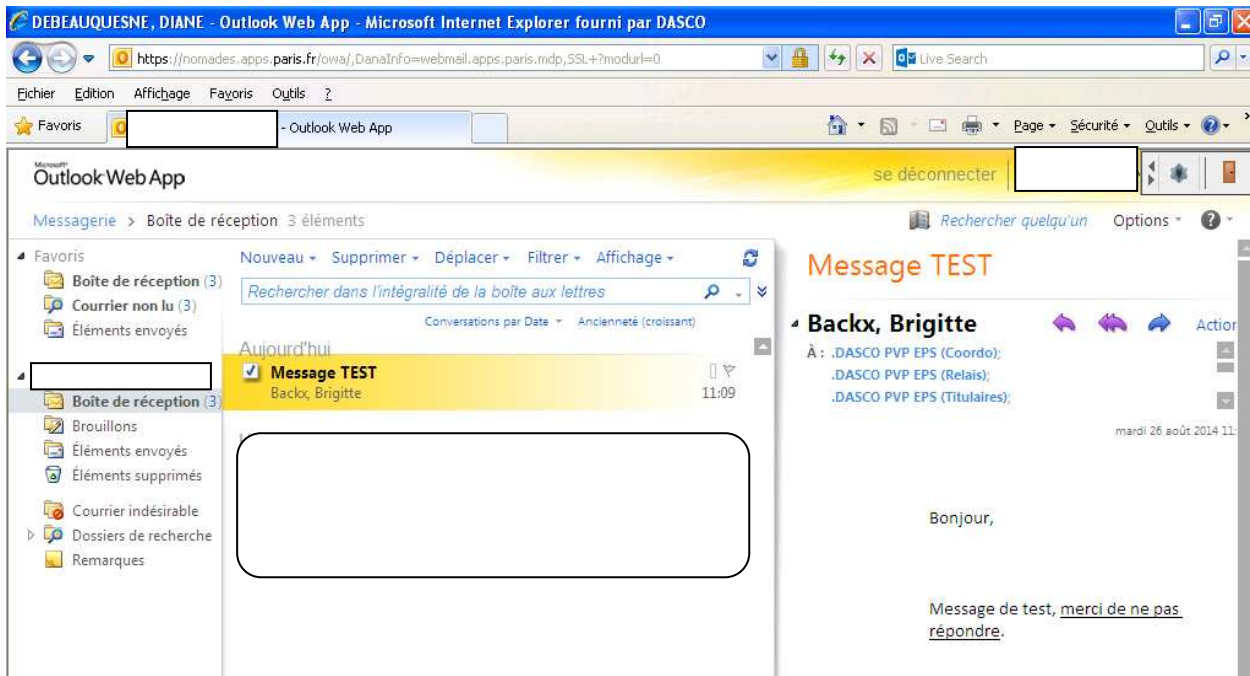 DEBEAUQUESNE, DIANE - Outlook Web App - Microsoft Internet Explorer fourni par DASCO
https://nomades.apps.paris.fr/owa/,DanaInfo=webmail.apps.paris.mdp,SSL+?modurl=0
Live Search
Fichier Edition Affichage Favoris Outils ?
Favoris
- Outlook Web App
Page Sécurité Outils
Microsoft
Outlook Web App
se déconnecter
Messagerie > Boîte de réception 3 éléments
Rechercher quelqu'un Options
Favoris
Boîte de réception (3)
Courrier non lu (3)
Éléments envoyés
Boîte de réception (3)
Brouillons
Éléments envoyés
Éléments supprimés
Courrier indésirable
Dossiers de recherche
Remarques
Nouveau Supprimer Déplacer Filtrer Affichage
Rechercher dans l'intégralité de la boîte aux lettres
Conversations par Date Ancienneté (croissant)
Aujourd'hui
Message TEST
Backx, Brigitte 11:09
Message TEST
Backx, Brigitte
Action
À : .DASCO PVP EPS (Coordo);
.DASCO PVP EPS (Relais);
.DASCO PVP EPS (Titulaires);
mardi 26 août 2014 11:
Bonjour,
Message de test, merci de ne pas
répondre.